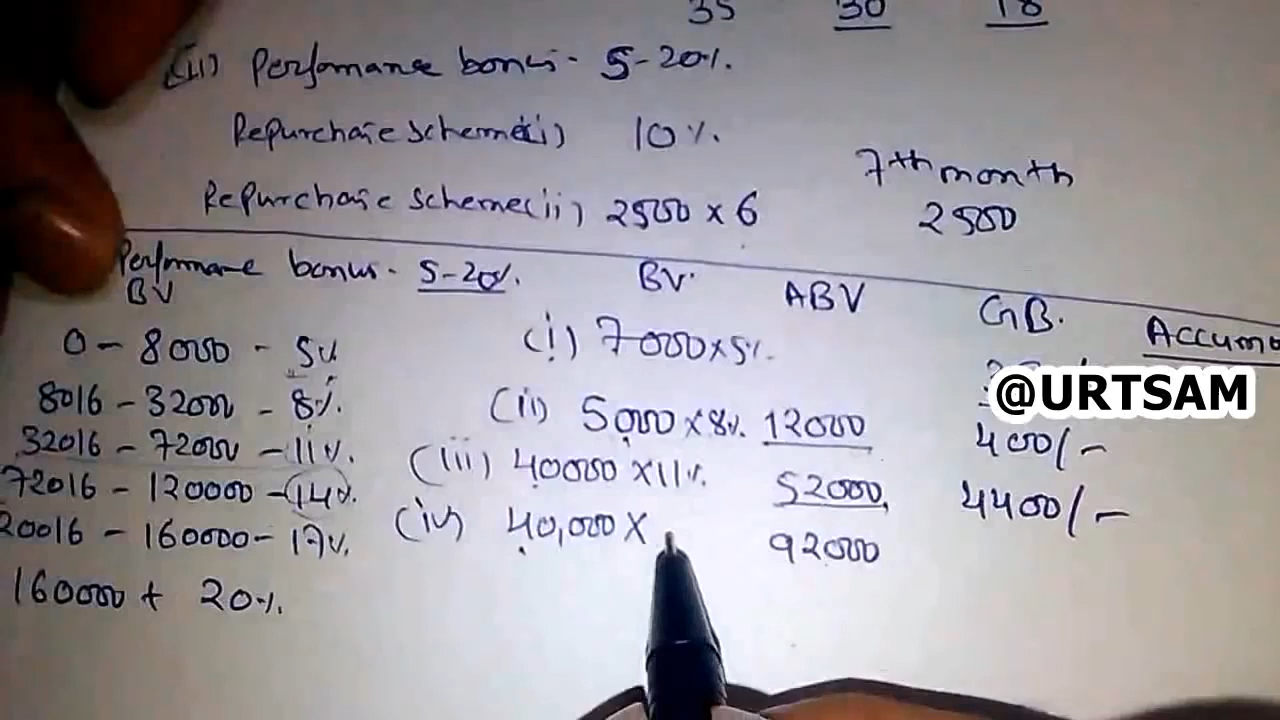 35 30 18
(ii) Performance bonus - 5-20%.
Repurchase scheme(i) 10%.
7th month
Repurchase scheme(ii) 2500 x 6 2500
Performane bonus - 5-20%. BV. ABV GB. Accumu
BV
0 - 8000 - 5% (i) 7000x5%.
@URTSAM
8016 - 32000 - 8%. (ii) 5000 x 8%. 12000 400/-
32016 - 72000 - 11%. (iii) 40000 x 11%. 52000 4400/-
72016 - 120000 - 14%.
20016 - 160000 - 17%. (iv) 40,000 X 92000
160000 + 20%.